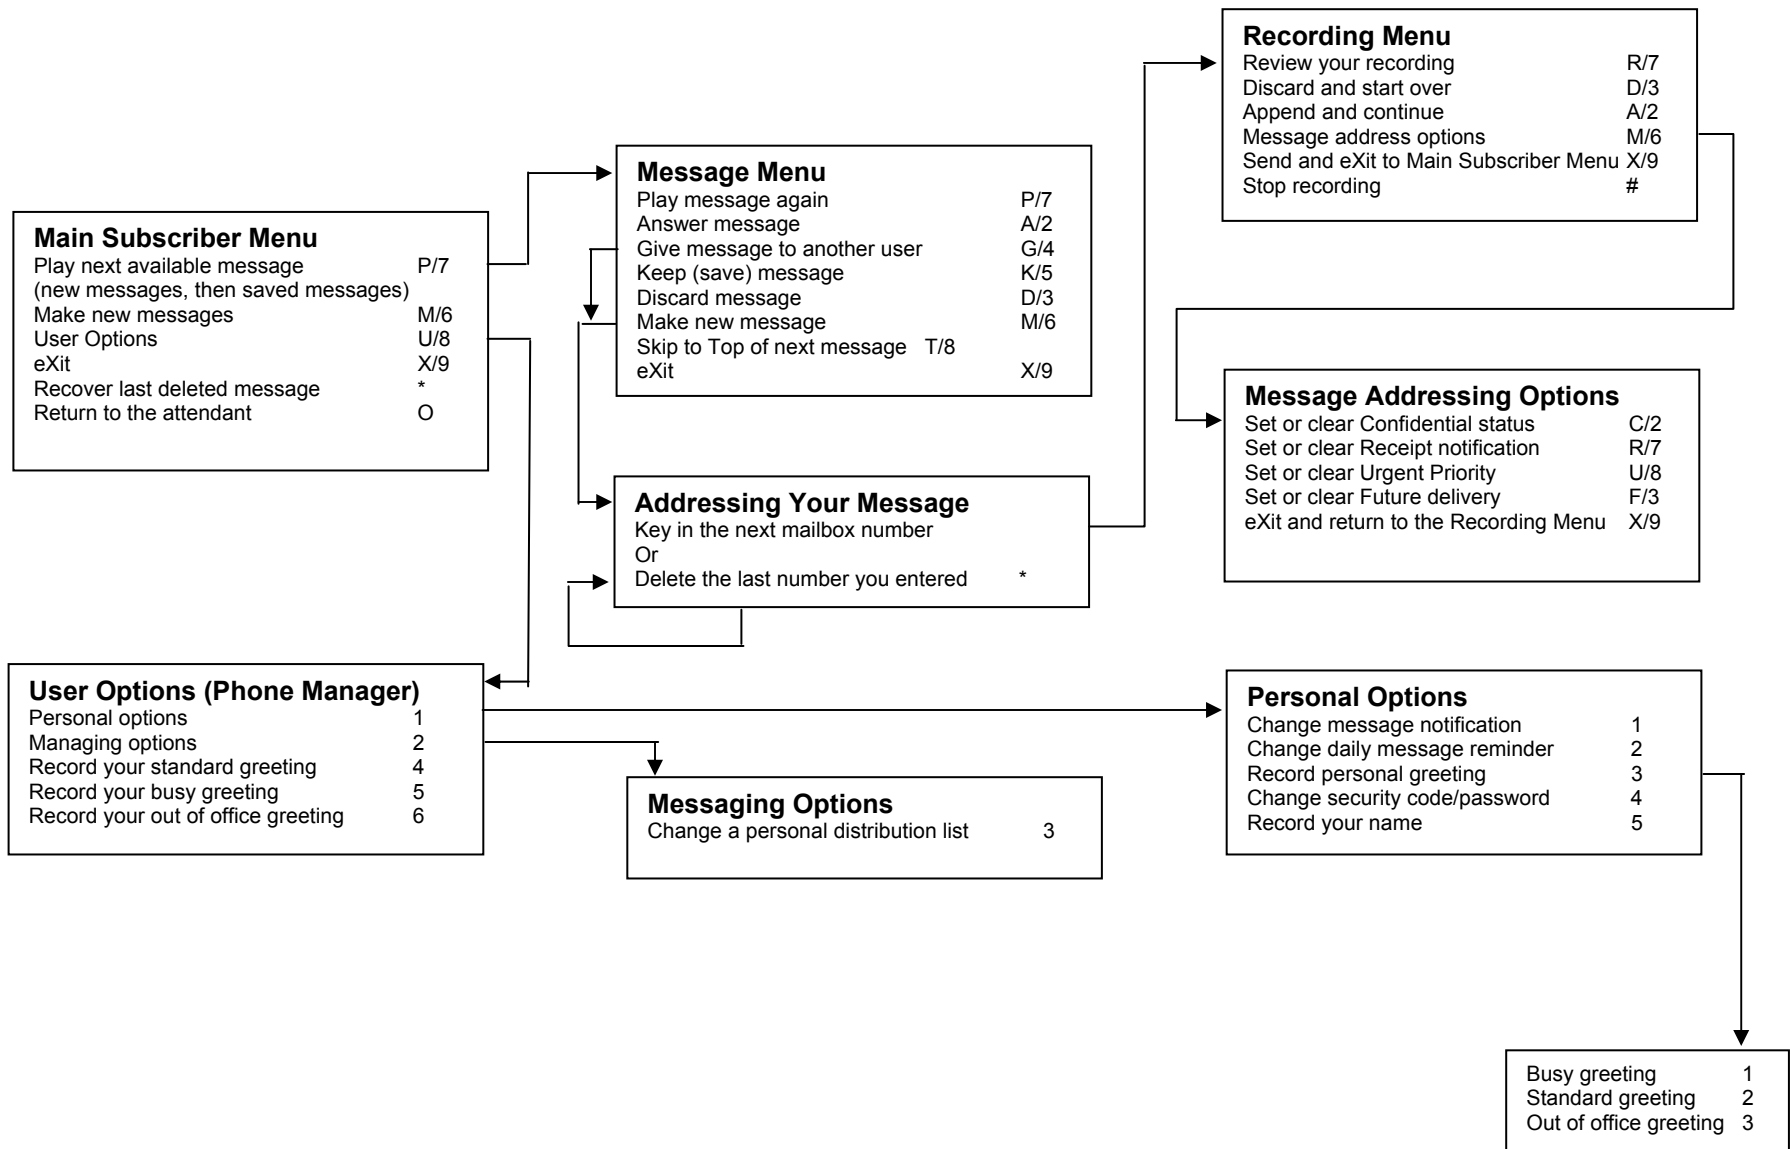 Main Subscriber Menu
Play next available message P/7
(new messages, then saved messages)
Make new messages M/6
User Options U/8
eXit X/9
Recover last deleted message *
Return to the attendant O
Message Menu
Play message again P/7
Answer message A/2
Give message to another user G/4
Keep (save) message K/5
Discard message D/3
Make new message M/6
Skip to Top of next message T/8
eXit X/9
Addressing Your Message
Key in the next mailbox number
Or
Delete the last number you entered *
Recording Menu
Review your recording R/7
Discard and start over D/3
Append and continue A/2
Message address options M/6
Send and eXit to Main Subscriber Menu X/9
Stop recording #
Message Addressing Options
Set or clear Confidential status C/2
Set or clear Receipt notification R/7
Set or clear Urgent Priority U/8
Set or clear Future delivery F/3
eXit and return to the Recording Menu X/9
User Options (Phone Manager)
Personal options 1
Managing options 2
Record your standard greeting 4
Record your busy greeting 5
Record your out of office greeting 6
Messaging Options
Change a personal distribution list 3
Personal Options
Change message notification 1
Change daily message reminder 2
Record personal greeting 3
Change security code/password 4
Record your name 5
Busy greeting 1
Standard greeting 2
Out of office greeting 3